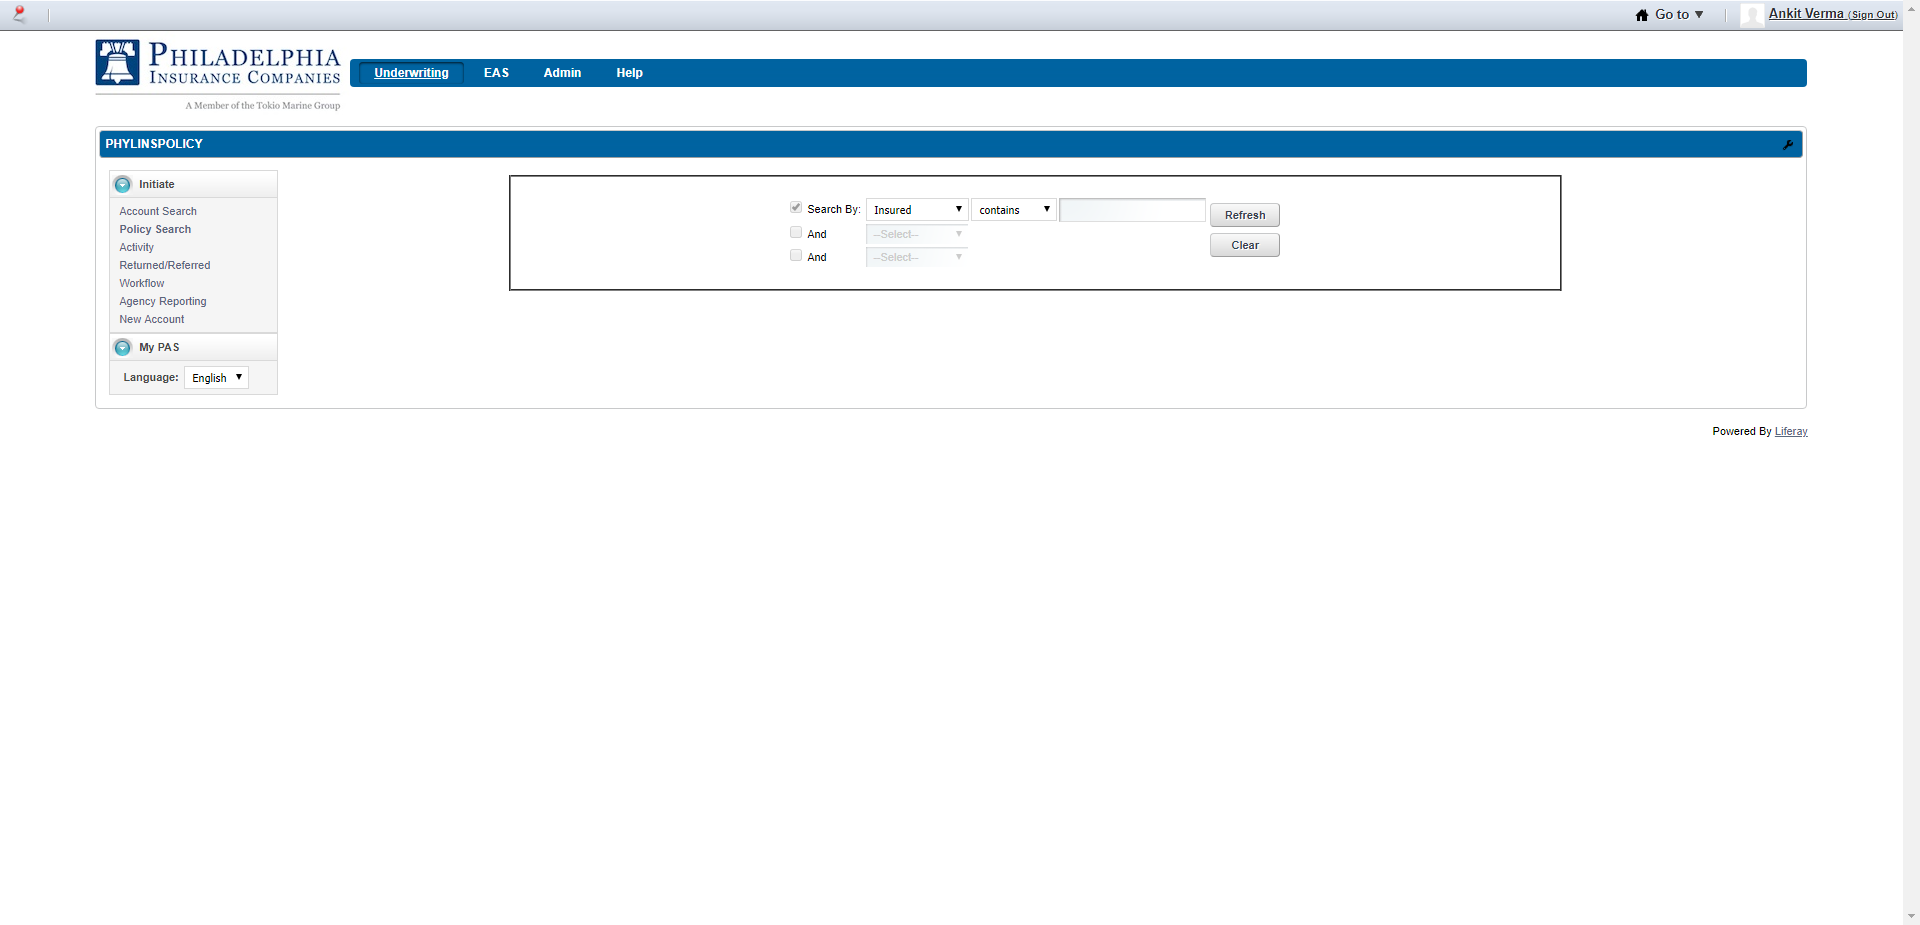 Go to ▼
Ankit Verma (Sign Out)
PHILADELPHIA
INSURANCE COMPANIES
A Member of the Tokio Marine Group
Underwriting EAS Admin Help
PHYLINSPOLICY
Initiate
Account Search
Policy Search
Activity
Returned/Referred
Workflow
Agency Reporting
New Account
My PAS
Language: English ▼
Search By: Insured ▼ contains ▼
And --Select-- ▼
And --Select-- ▼
Refresh
Clear
Powered By Liferay